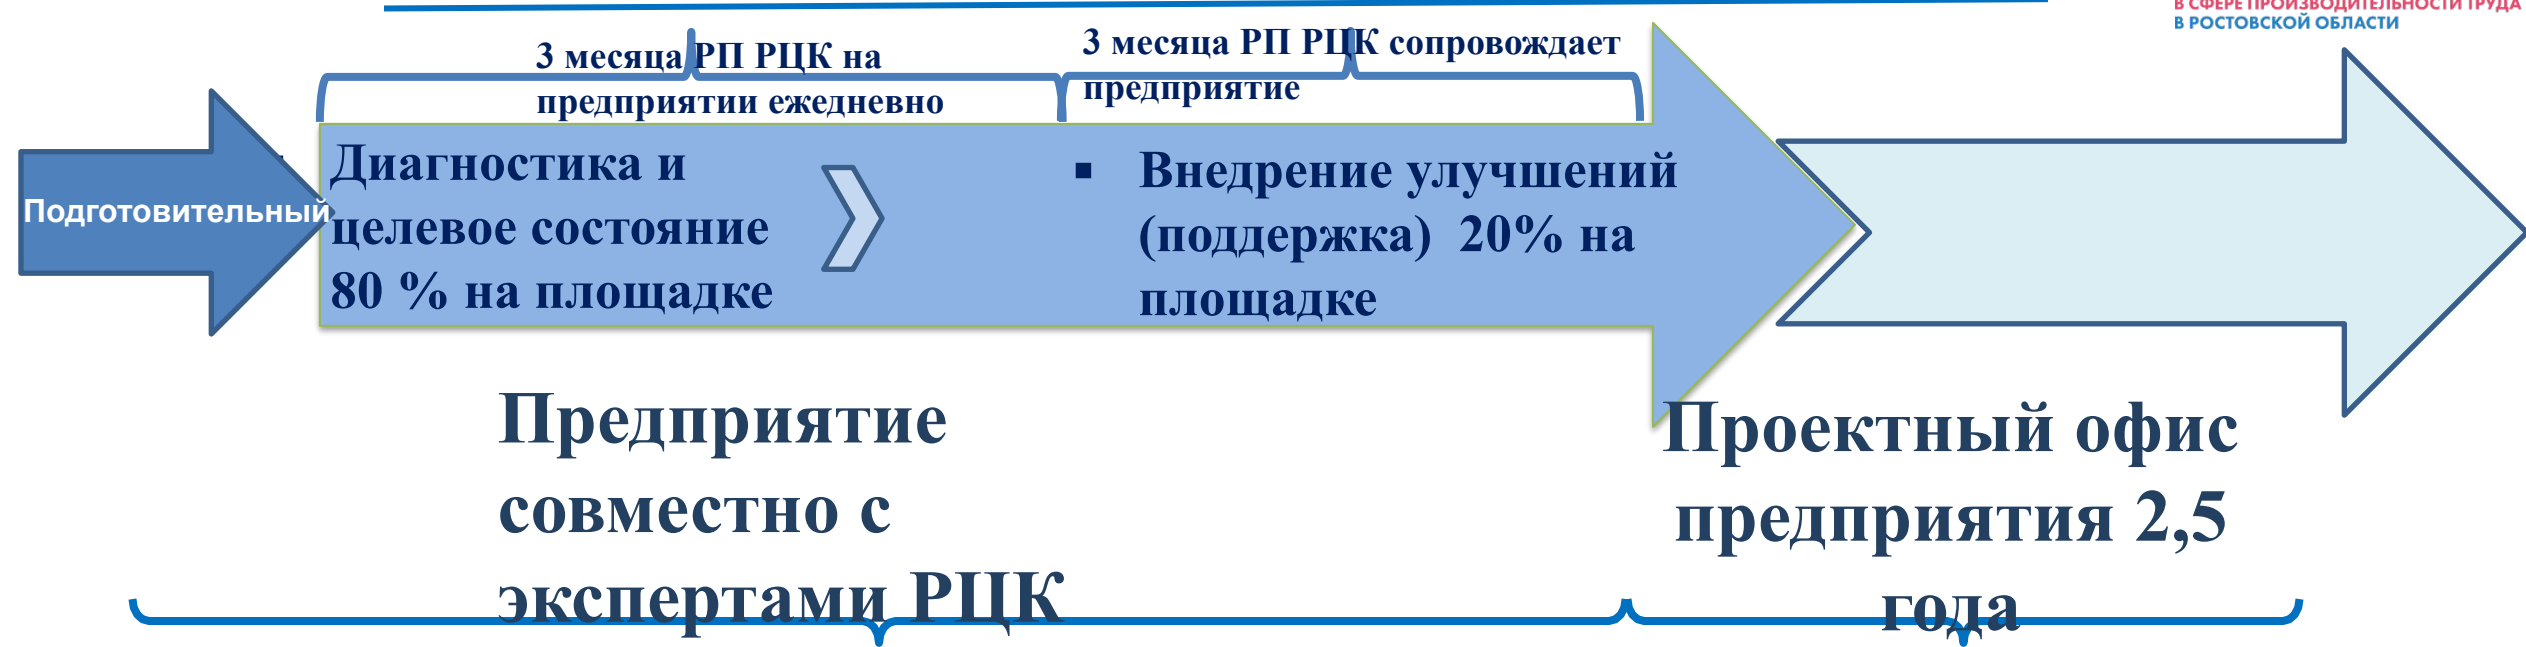 В СФЕРЕ ПРОИЗВОДИТЕЛЬНОСТИ ТРУДА
В РОСТОВСКОЙ ОБЛАСТИ
3 месяца РП РЦК на
предприятии ежедневно
3 месяца РП РЦК сопровождает
предприятие
Подготовительный
Диагностика и
целевое состояние
80 % на площадке
▪ Внедрение улучшений
(поддержка) 20% на
площадке
Предприятие
совместно с
экспертами РЦК
Проектный офис
предприятия 2,5
года